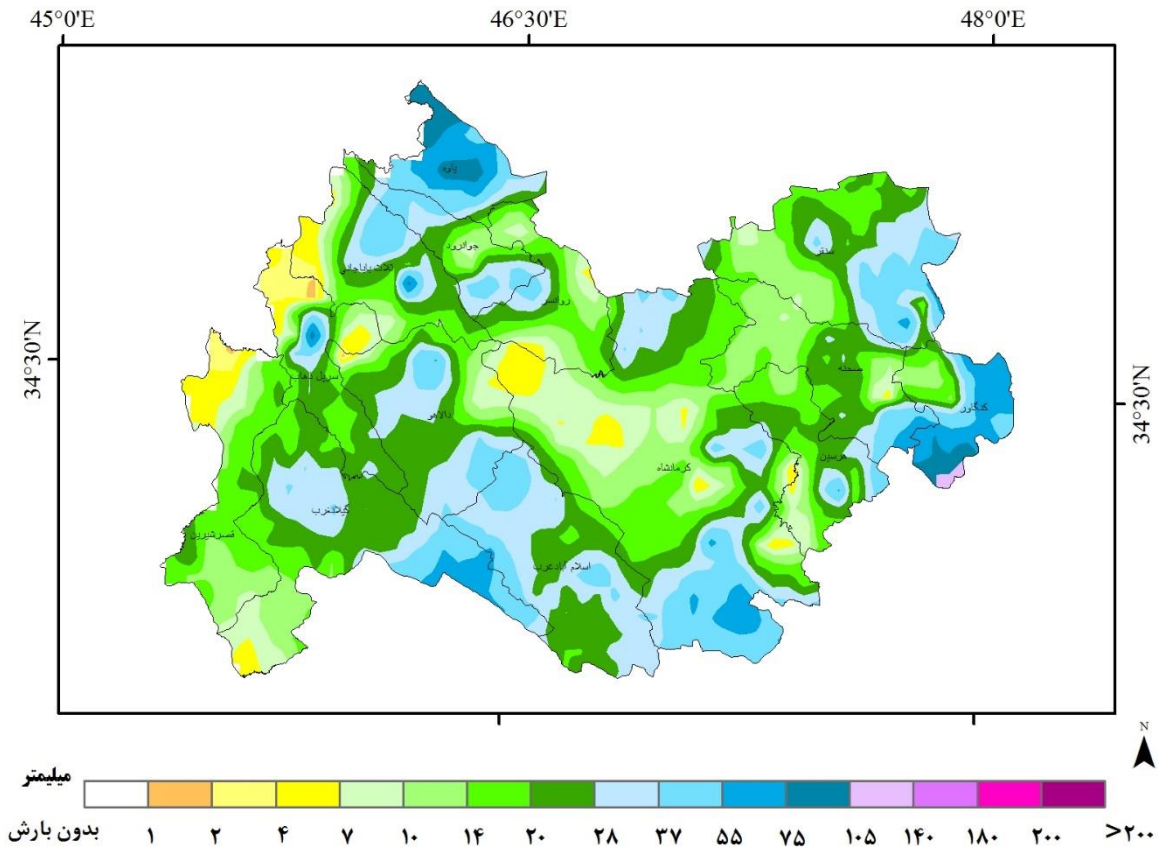 45°0'E 46°30'E 48°0'E
پاوه
جوانرود
سنقر
ثلاث باباجانی
روانسر
34°30'N
سرپل ذهاب
صحنه
دالاهو
کنگاور
34°30'N
هرسین
کرمانشاه
گیلانغرب
قصرشیرین
اسلام آبادغرب
N
میلیمتر
بدون بارش ۱ ۲ ۴ ۷ ۱۰ ۱۴ ۲۰ ۲۸ ۳۷ ۵۵ ۷۵ ۱۰۵ ۱۴۰ ۱۸۰ ۲۰۰ >۲۰۰